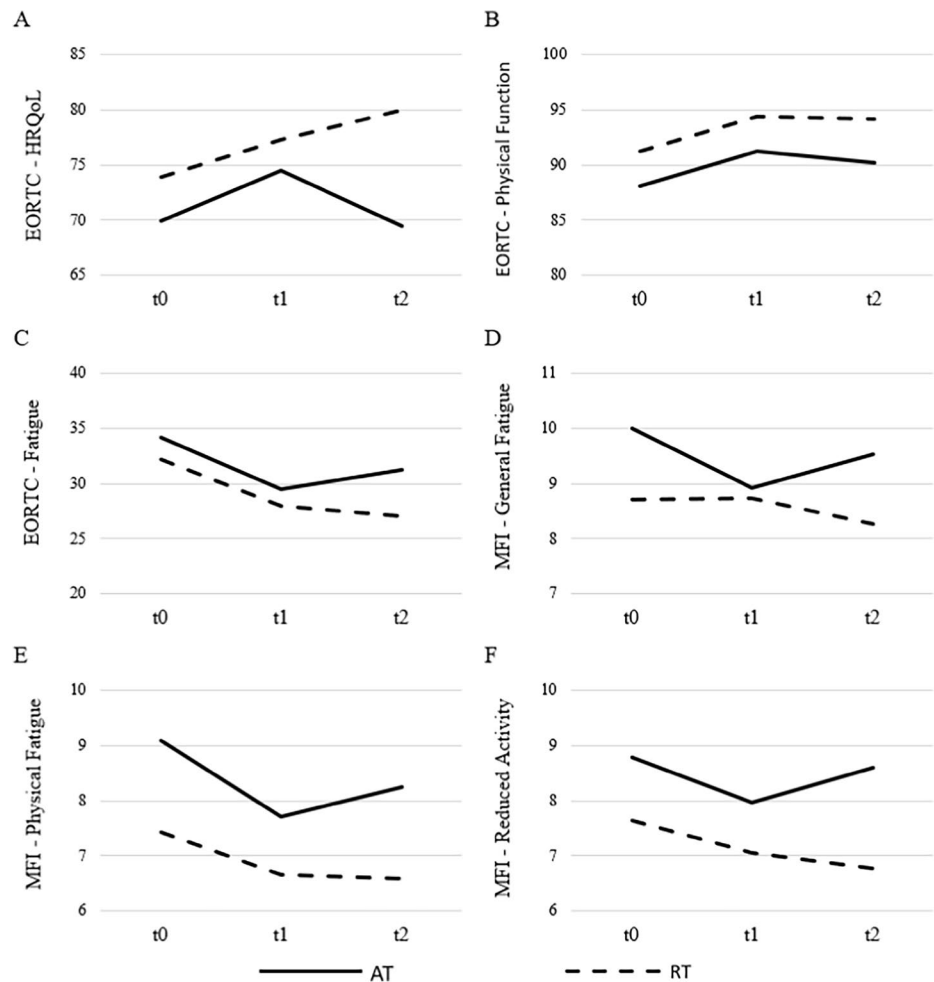 A
EORTC - HRQoL
85
80
75
70
65
t0 t1 t2
B
EORTC - Physical Function
100
95
90
85
80
t0 t1 t2
C
EORTC - Fatigue
40
35
30
25
20
t0 t1 t2
D
MFI - General Fatigue
11
10
9
8
7
t0 t1 t2
E
MFI - Physical Fatigue
10
9
8
7
6
t0 t1 t2
F
MFI - Reduced Activity
10
9
8
7
6
t0 t1 t2
AT RT